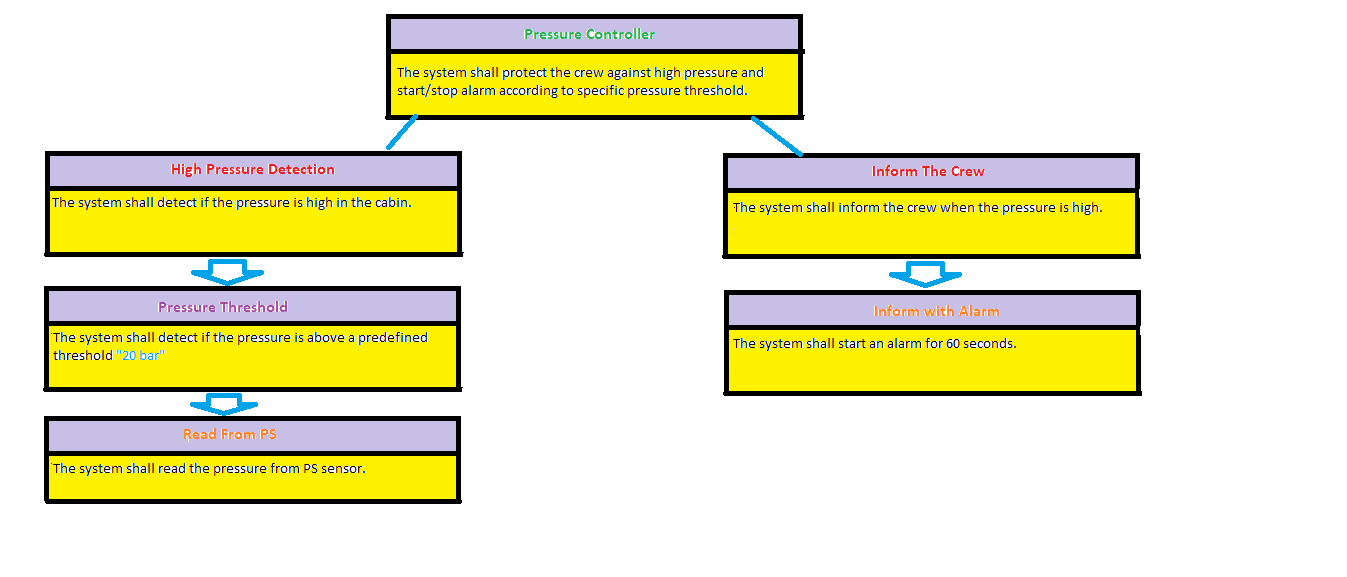 Pressure Controller
The system shall protect the crew against high pressure and
start/stop alarm according to specific pressure threshold.
High Pressure Detection
The system shall detect if the pressure is high in the cabin.
Inform The Crew
The system shall inform the crew when the pressure is high.
Pressure Threshold
The system shall detect if the pressure is above a predefined
threshold "20 bar"
Inform with Alarm
The system shall start an alarm for 60 seconds.
Read From PS
The system shall read the pressure from PS sensor.